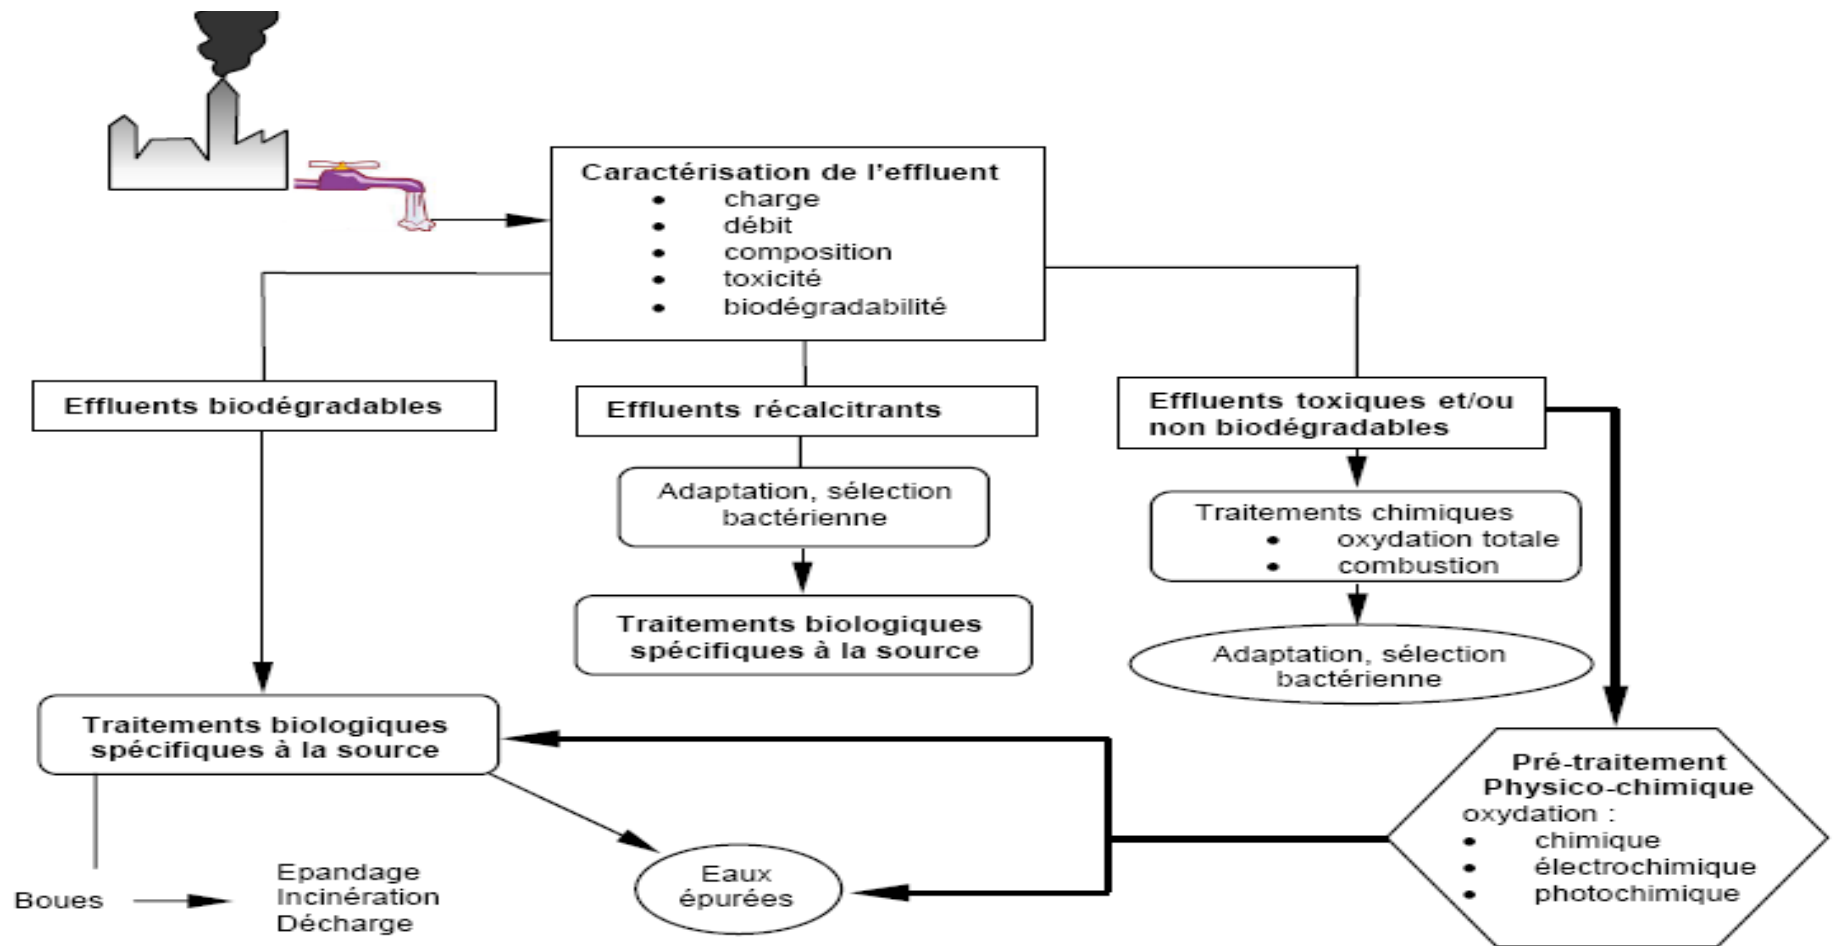 Caractérisation de l'effluent
• charge
• débit
• composition
• toxicité
• biodégradabilité
Effluents biodégradables
Effluents récalcitrants
Effluents toxiques et/ou
non biodégradables
Adaptation, sélection
bactérienne
Traitements chimiques
• oxydation totale
• combustion
Traitements biologiques
spécifiques à la source
Adaptation, sélection
bactérienne
Traitements biologiques
spécifiques à la source
Pré-traitement
Physico-chimique
oxydation :
• chimique
• électrochimique
• photochimique
Boues
Epandage
Incinération
Décharge
Eaux
épurées